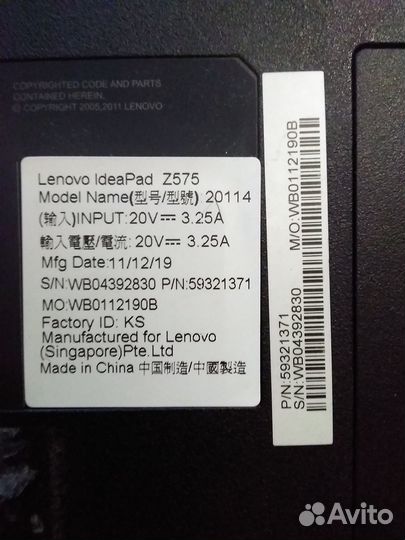 COPYRIGHTED CODE AND PARTS
CONTAINED HEREIN.
© COPYRIGHT 2005,2011 LENOVO
Lenovo IdeaPad Z575
Model Name(型号/型號) 20114
(输入)INPUT:20V⎓ 3.25A
輸入電壓/電流: 20V⎓ 3.25A
Mfg Date:11/12/19
S/N:WB04392830 P/N:59321371
MO:WB0112190B
Factory ID: KS
Manufactured for Lenovo
(Singapore)Pte.Ltd
Made in China 中国制造/中國製造
P/N:59321371
S/N:WB04392830 M/O:WB0112190B
Avito